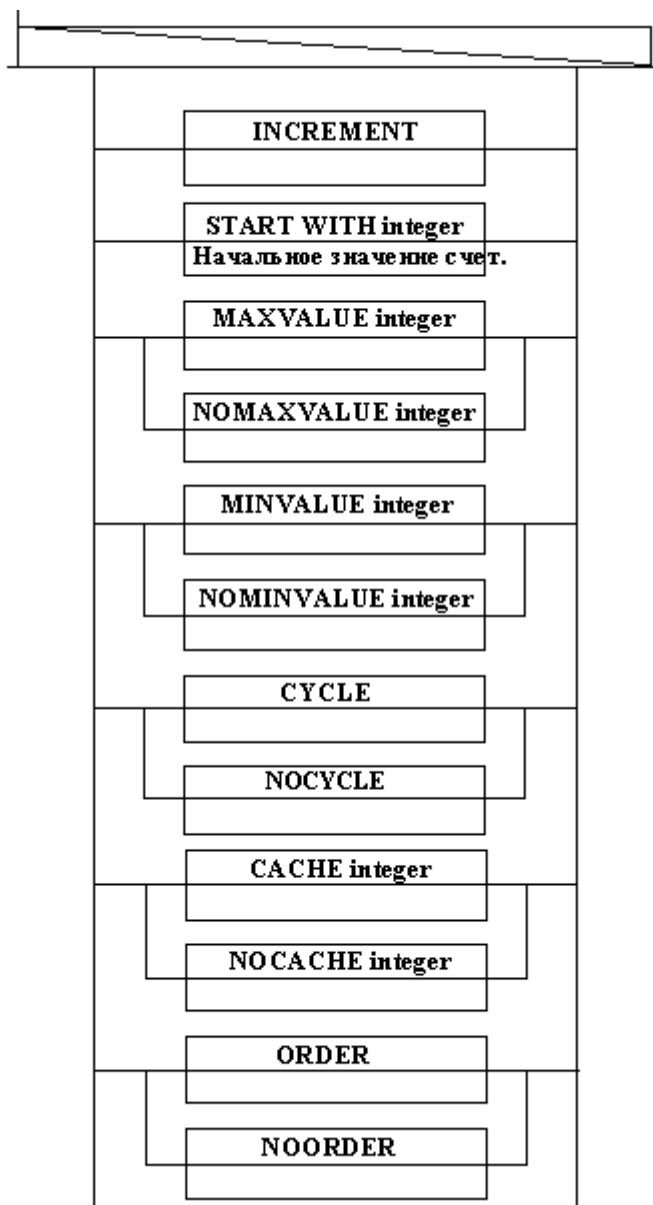 INCREMENT
START WITH integer
Начальное значение счет.
MAXVALUE integer
NOMAXVALUE integer
MINVALUE integer
NOMINVALUE integer
CYCLE
NOCYCLE
CACHE integer
NOCACHE integer
ORDER
NOORDER